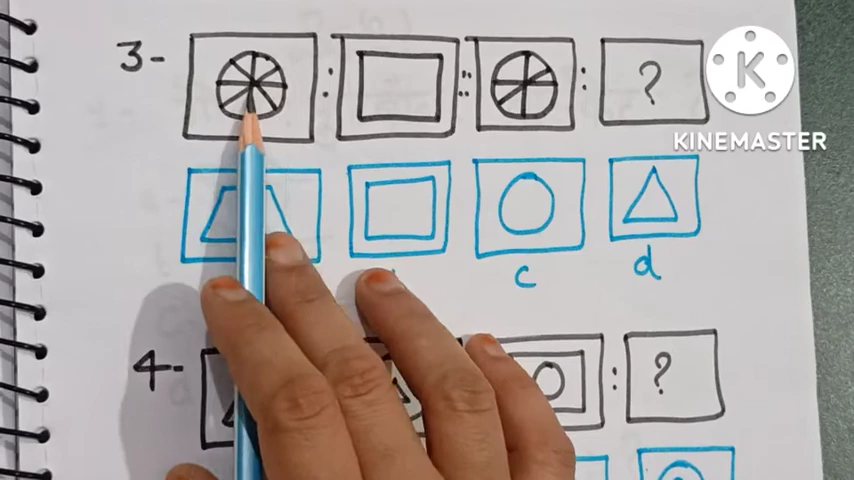 3- : :: : ?
K
KINEMASTER
c d
4- : ?